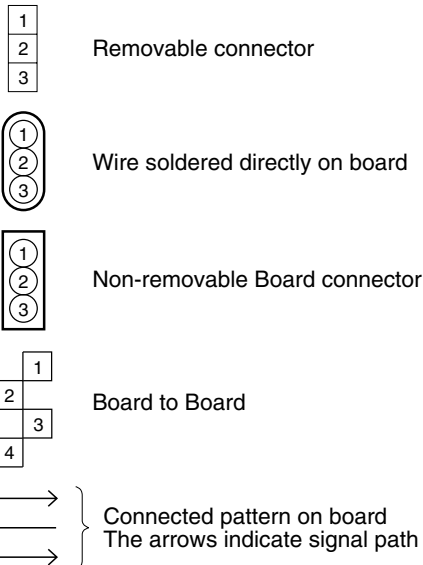 1
2
3
Removable connector
1
2
3
Wire soldered directly on board
1
2
3
Non-removable Board connector
1
2
3
4
Board to Board
Connected pattern on board
The arrows indicate signal path